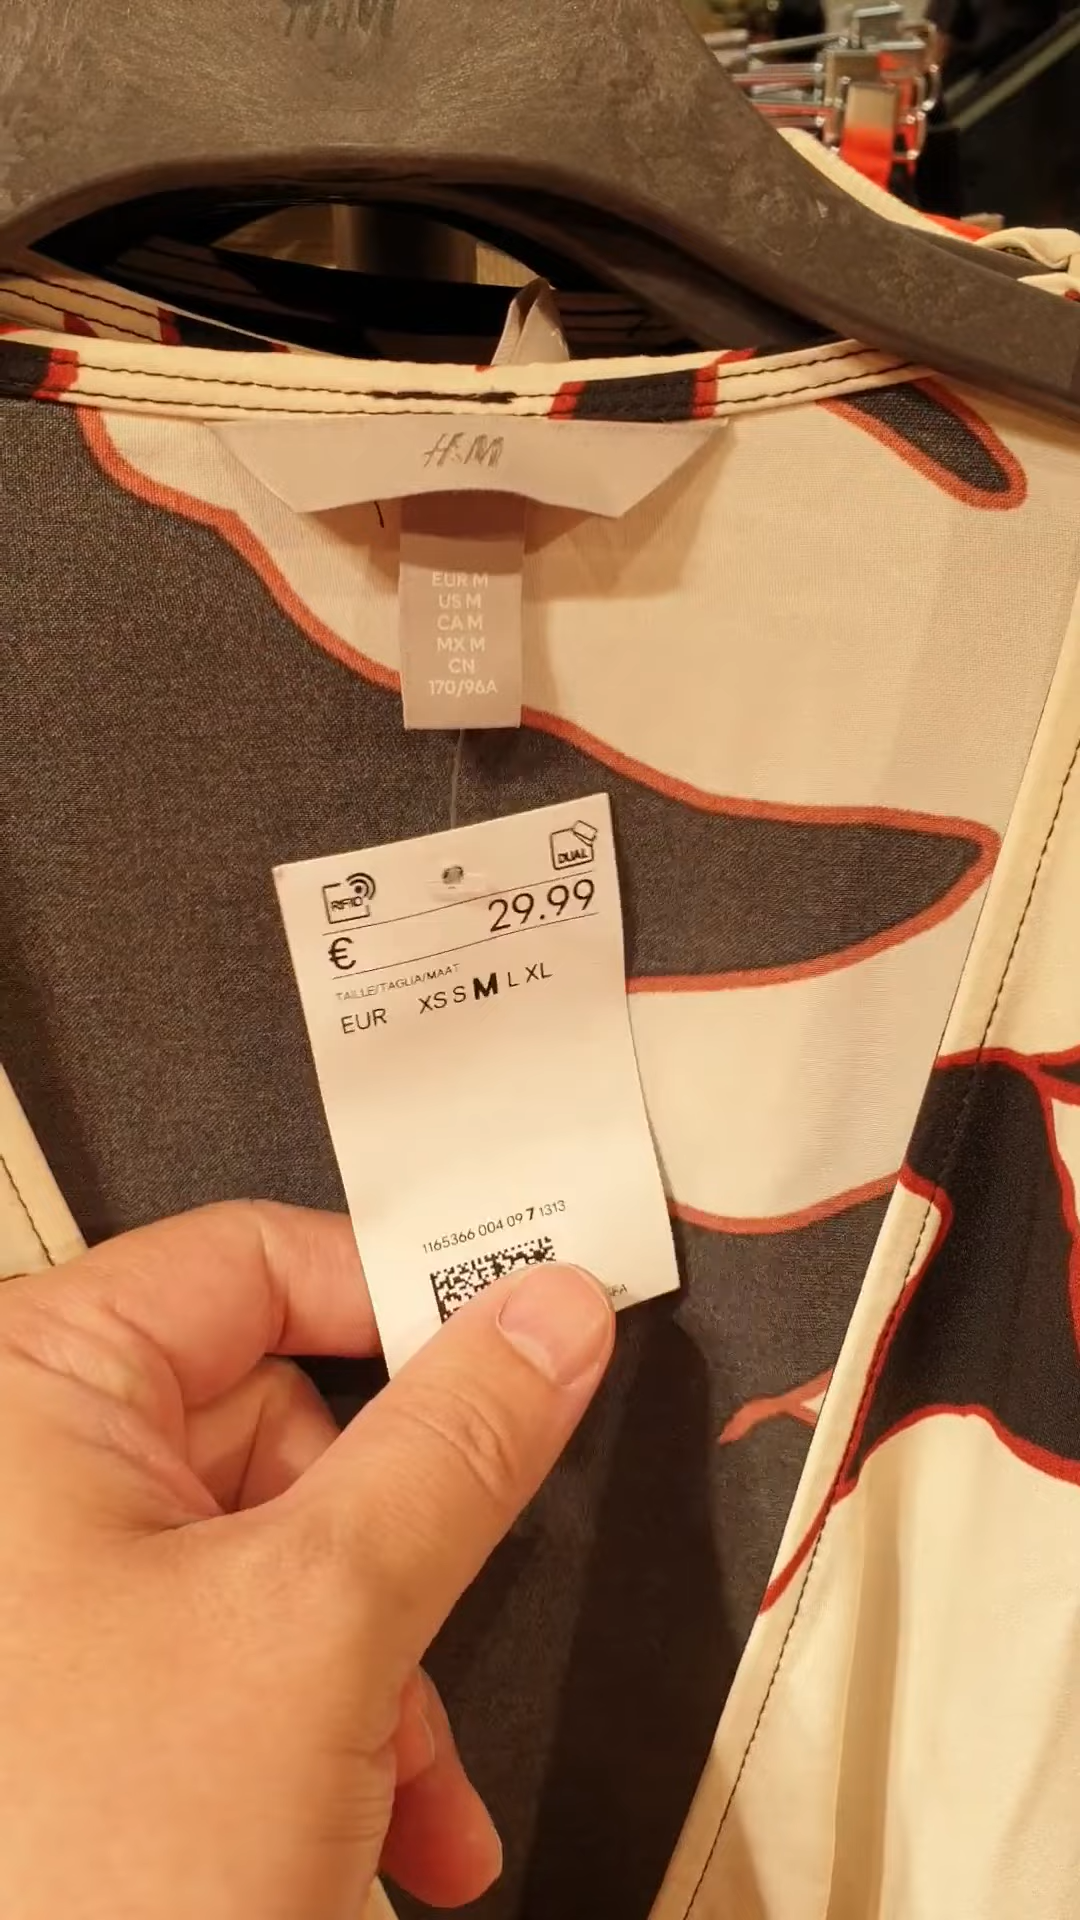 H&M
H&M
EUR M
US M
CA M
MX M
CN
170/96A
RFID
DUAL
€ 29.99
TAILLE/TAGLIA/MAAT
EUR XS S M L XL
1165366 004 09 7 1313